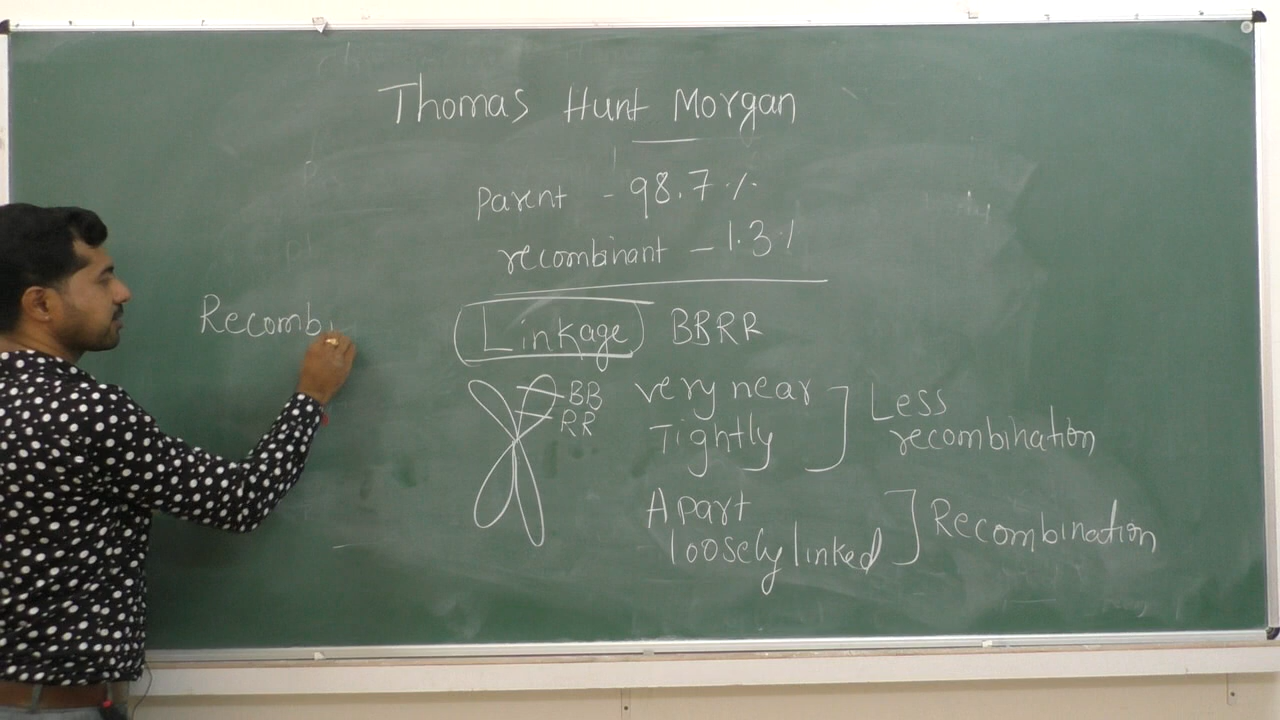 Thomas Hunt Morgan
Parent - 98.7 %
recombinant - 1.3 %
Recombi
Linkage BBRR
BB
RR
very near
Tightly
Less
recombination
Apart
loosely linked
Recombination